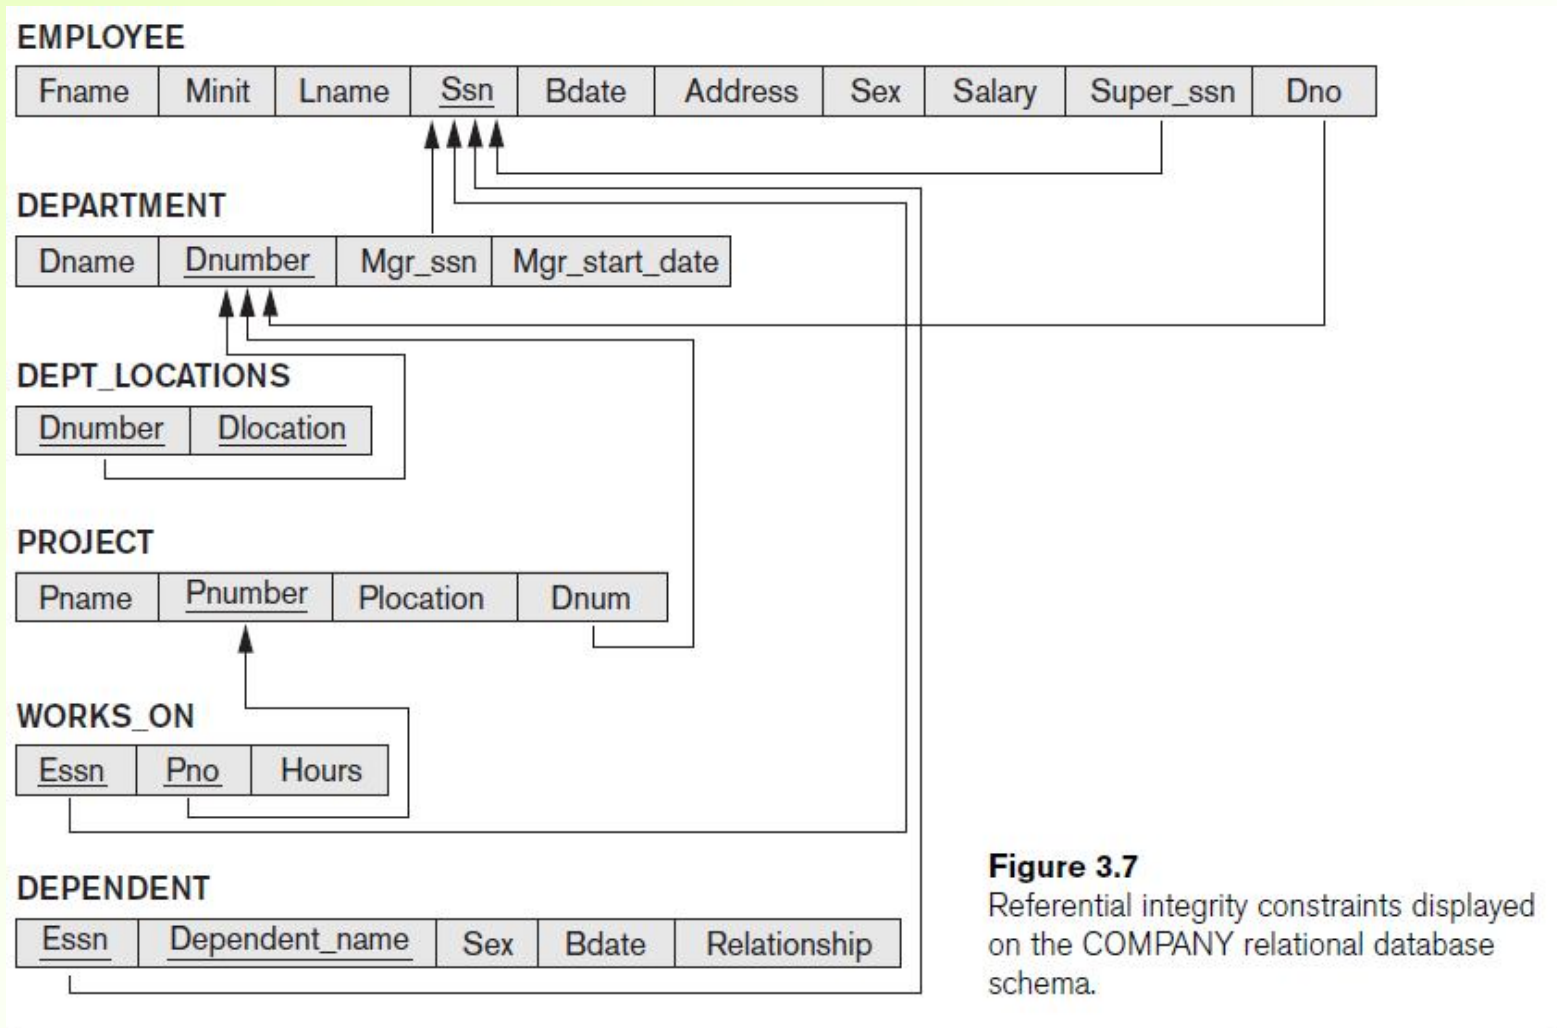 EMPLOYEE
Fname Minit Lname Ssn Bdate Address Sex Salary Super_ssn Dno
DEPARTMENT
Dname Dnumber Mgr_ssn Mgr_start_date
DEPT_LOCATIONS
Dnumber Dlocation
PROJECT
Pname Pnumber Plocation Dnum
WORKS_ON
Essn Pno Hours
DEPENDENT
Essn Dependent_name Sex Bdate Relationship
Figure 3.7
Referential integrity constraints displayed
on the COMPANY relational database
schema.